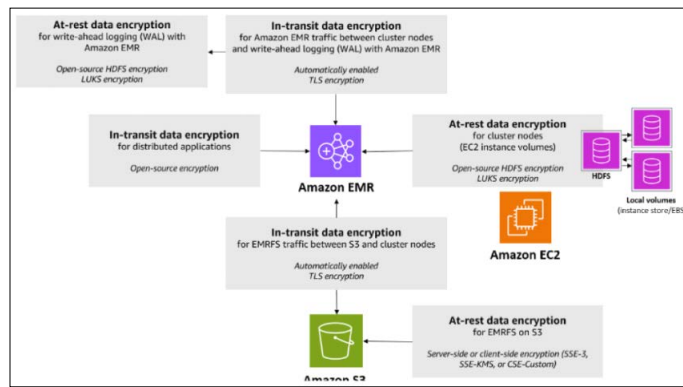 At-rest data encryption
for write-ahead logging (WAL) with
Amazon EMR
Open-source HDFS encryption
LUKS encryption
In-transit data encryption
for Amazon EMR traffic between cluster nodes
and write-ahead logging (WAL) with Amazon EMR
Automatically enabled
TLS encryption
In-transit data encryption
for distributed applications
Open-source encryption
Amazon EMR
At-rest data encryption
for cluster nodes
(EC2 instance volumes)
Open-source HDFS encryption
LUKS encryption
HDFS
Local volumes
(instance store/EBS
Amazon EC2
In-transit data encryption
for EMRFS traffic between S3 and cluster nodes
Automatically enabled
TLS encryption
At-rest data encryption
for EMRFS on S3
Server-side or client-side encryption (SSE-3,
SSE-KMS, or CSE-Custom)
Amazon S3